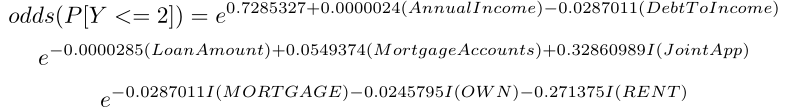 odds(P[Y <= 2]) = e^{0.7285327+0.0000024(AnnualIncome)−0.0287011(DebtToIncome)}
e^{−0.0000285(LoanAmount)+0.0549374(MortgageAccounts)+0.32860989I(JointApp)}
e^{−0.0287011I(MORTGAGE)−0.0245795I(OWN)−0.271375I(RENT)}